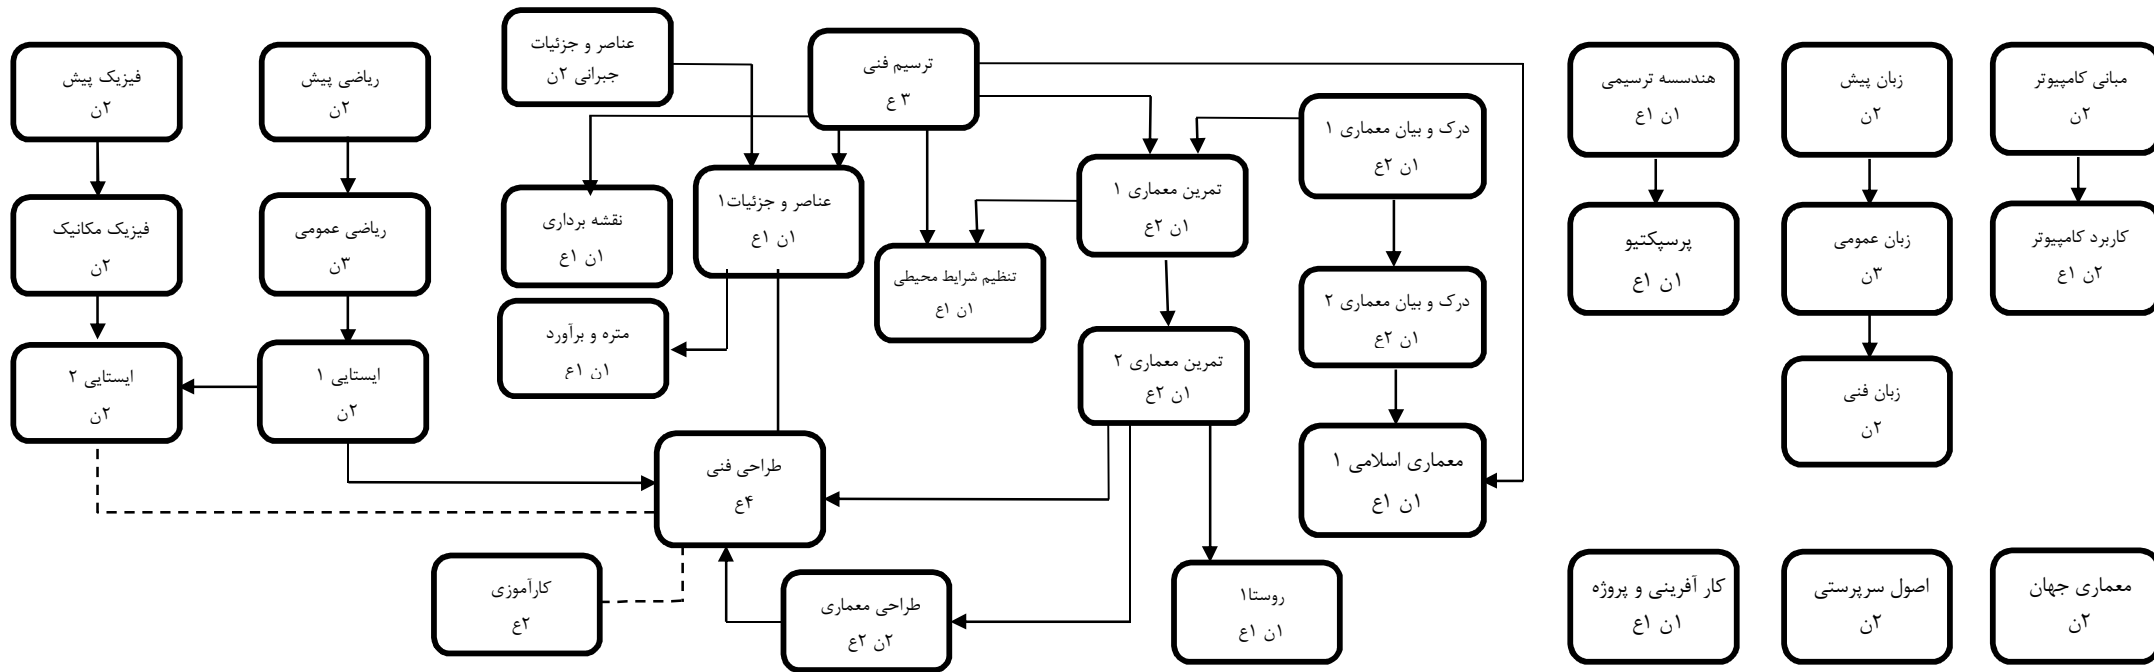 مبانی کامپیوتر
۲ن
زبان پیش
۲ن
هندسسه ترسیمی
۱ن ۱ع
ترسیم فنی
۳ ع
عناصر و جزئیات
جبرانی ۲ن
ریاضی پیش
۲ن
فیزیک پیش
۲ن
درک و بیان معماری ۱
۱ن ۲ع
تمرین معماری ۱
۱ن ۲ع
عناصر و جزئیات۱
۱ن ۱ع
نقشه برداری
۱ن ۱ع
ریاضی عمومی
۳ن
فیزیک مکانیک
۲ن
کاربرد کامپیوتر
۲ن ۱ع
زبان عمومی
۳ن
پرسپکتیو
۱ن ۱ع
درک و بیان معماری ۲
۱ن ۲ع
تنظیم شرایط محیطی
۱ن ۱ع
متره و برآورد
۱ن ۱ع
تمرین معماری ۲
۱ن ۲ع
ایستایی ۱
۲ن
ایستایی ۲
۲ن
زبان فنی
۲ن
معماری اسلامی ۱
۱ن ۱ع
طراحی فنی
۴ع
معماری جهان
۲ن
اصول سرپرستی
۲ن
کار آفرینی و پروژه
۱ن ۱ع
روستا۱
۱ن ۱ع
طراحی معماری
۲ن ۲ع
کارآموزی
۲ع